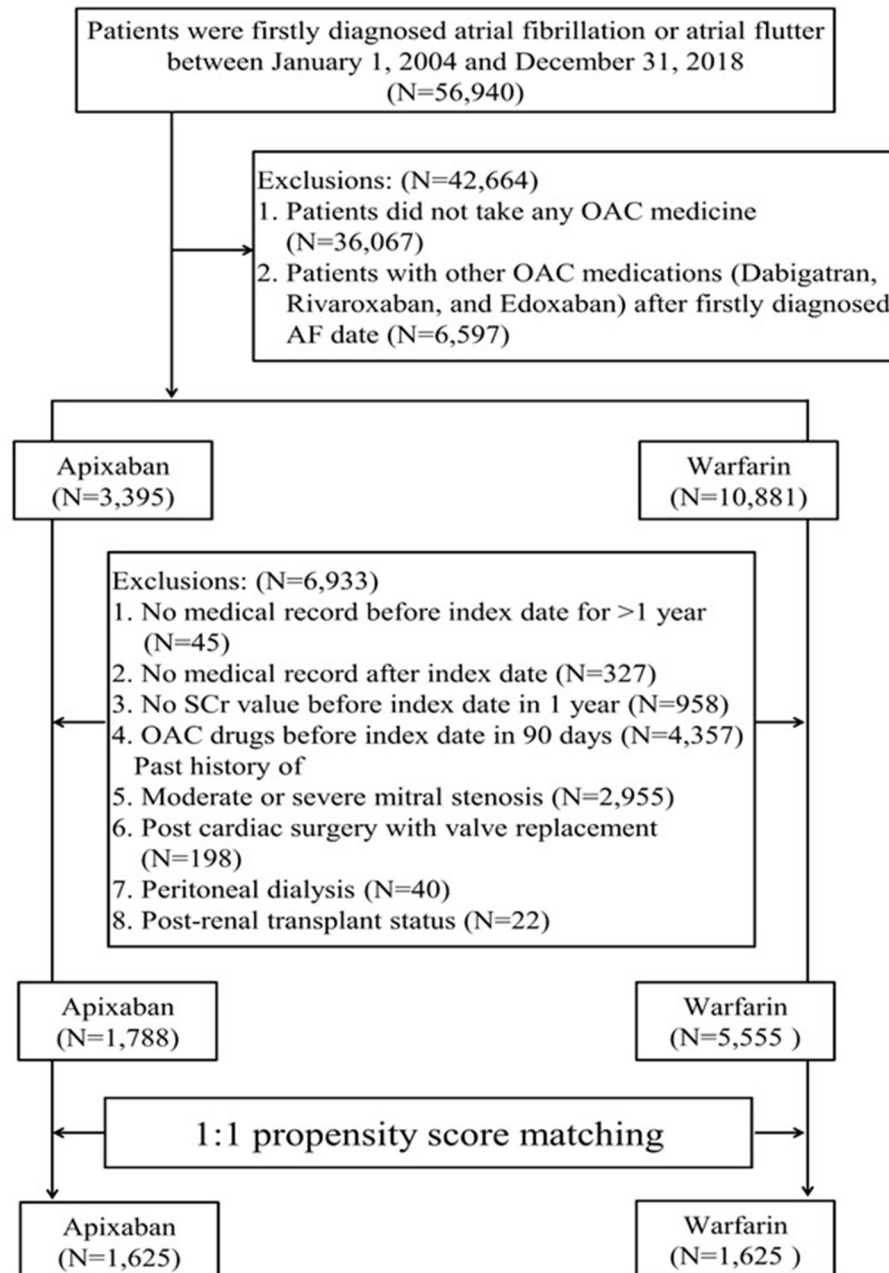 Patients were firstly diagnosed atrial fibrillation or atrial flutter
between January 1, 2004 and December 31, 2018
(N=56,940)
Exclusions: (N=42,664)
1. Patients did not take any OAC medicine
(N=36,067)
2. Patients with other OAC medications (Dabigatran,
Rivaroxaban, and Edoxaban) after firstly diagnosed
AF date (N=6,597)
Apixaban
(N=3,395)
Warfarin
(N=10,881)
Exclusions: (N=6,933)
1. No medical record before index date for >1 year
(N=45)
2. No medical record after index date (N=327)
3. No SCr value before index date in 1 year (N=958)
4. OAC drugs before index date in 90 days (N=4,357)
Past history of
5. Moderate or severe mitral stenosis (N=2,955)
6. Post cardiac surgery with valve replacement
(N=198)
7. Peritoneal dialysis (N=40)
8. Post-renal transplant status (N=22)
Apixaban
(N=1,788)
Warfarin
(N=5,555 )
1:1 propensity score matching
Apixaban
(N=1,625)
Warfarin
(N=1,625 )